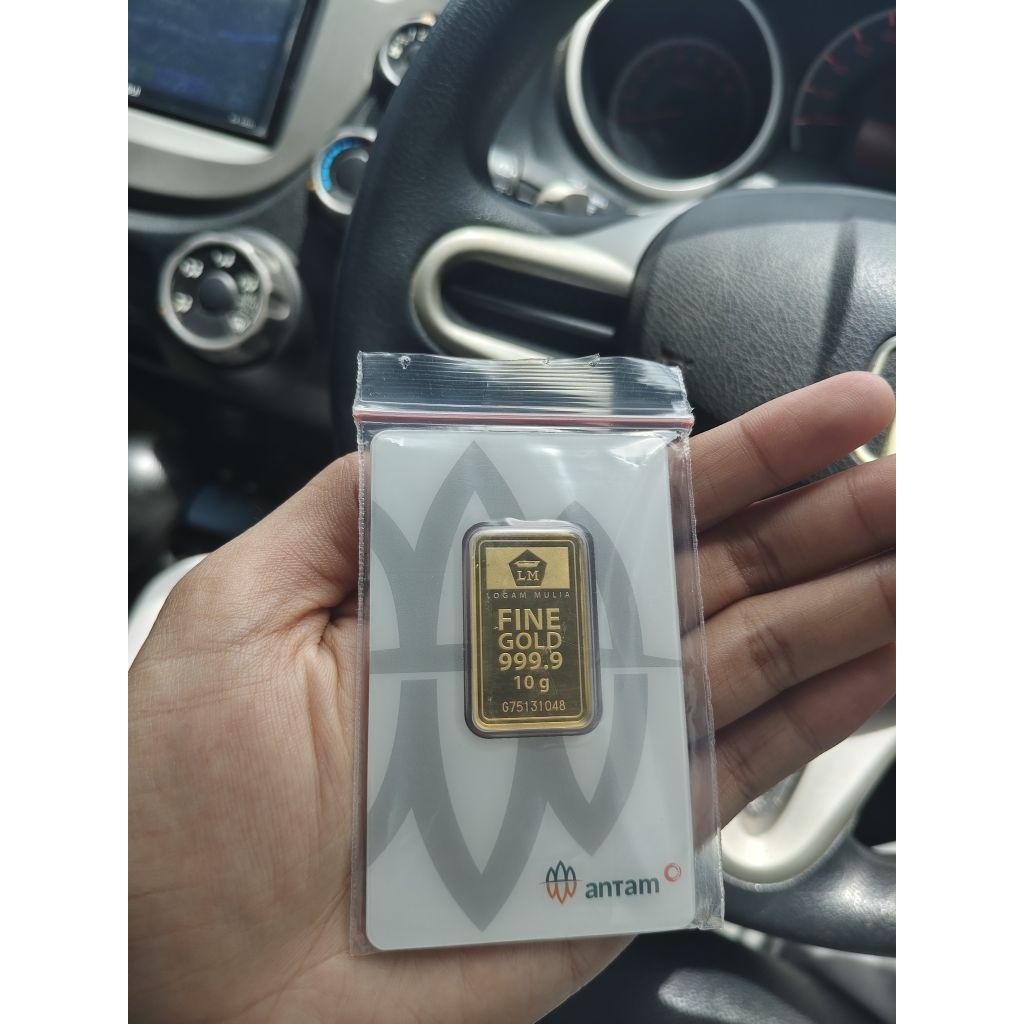 LM
LOGAM MULIA
FINE
GOLD
999.9
10 g
G75131048
antam